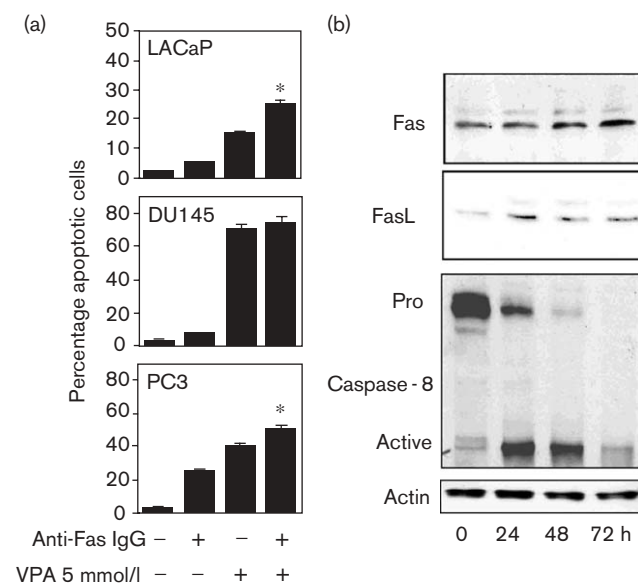 (a)
Percentage apoptotic cells
50
LACaP
40
30
*
20
10
0
80
DU145
60
40
20
0
80
PC3
60
*
40
20
0
Anti-Fas IgG – + – +
VPA 5 mmol/l – – + +
(b)
Fas
FasL
Pro
Caspase - 8
Active
Actin
0 24 48 72 h